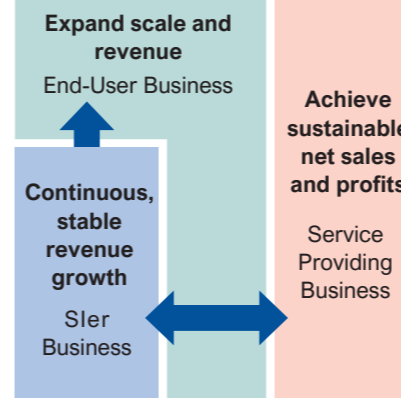 Expand scale and
revenue
End-User Business
Continuous,
stable
revenue
growth
SIer
Business
Achieve
sustainable
net sales
and profits
Service
Providing
Business